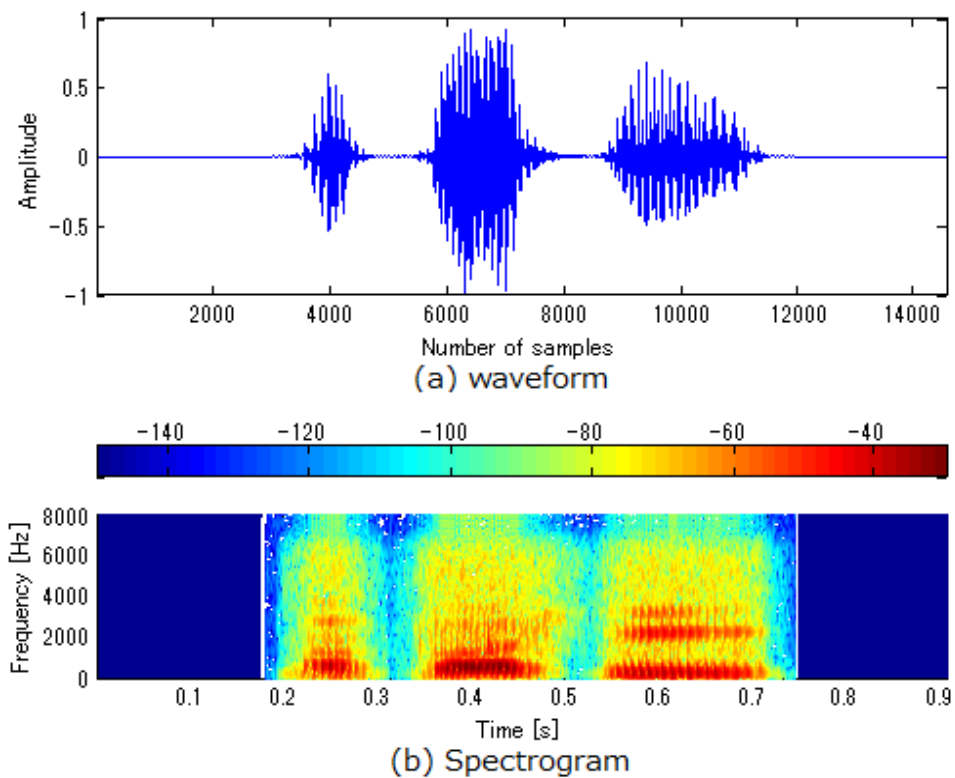 1
0.5
0
−0.5
−1
Amplitude
2000 4000 6000 8000 10000 12000 14000
Number of samples
(a) waveform
−140 −120 −100 −80 −60 −40
8000
6000
4000
2000
0
Frequency [Hz]
0.1 0.2 0.3 0.4 0.5 0.6 0.7 0.8 0.9
Time [s]
(b) Spectrogram